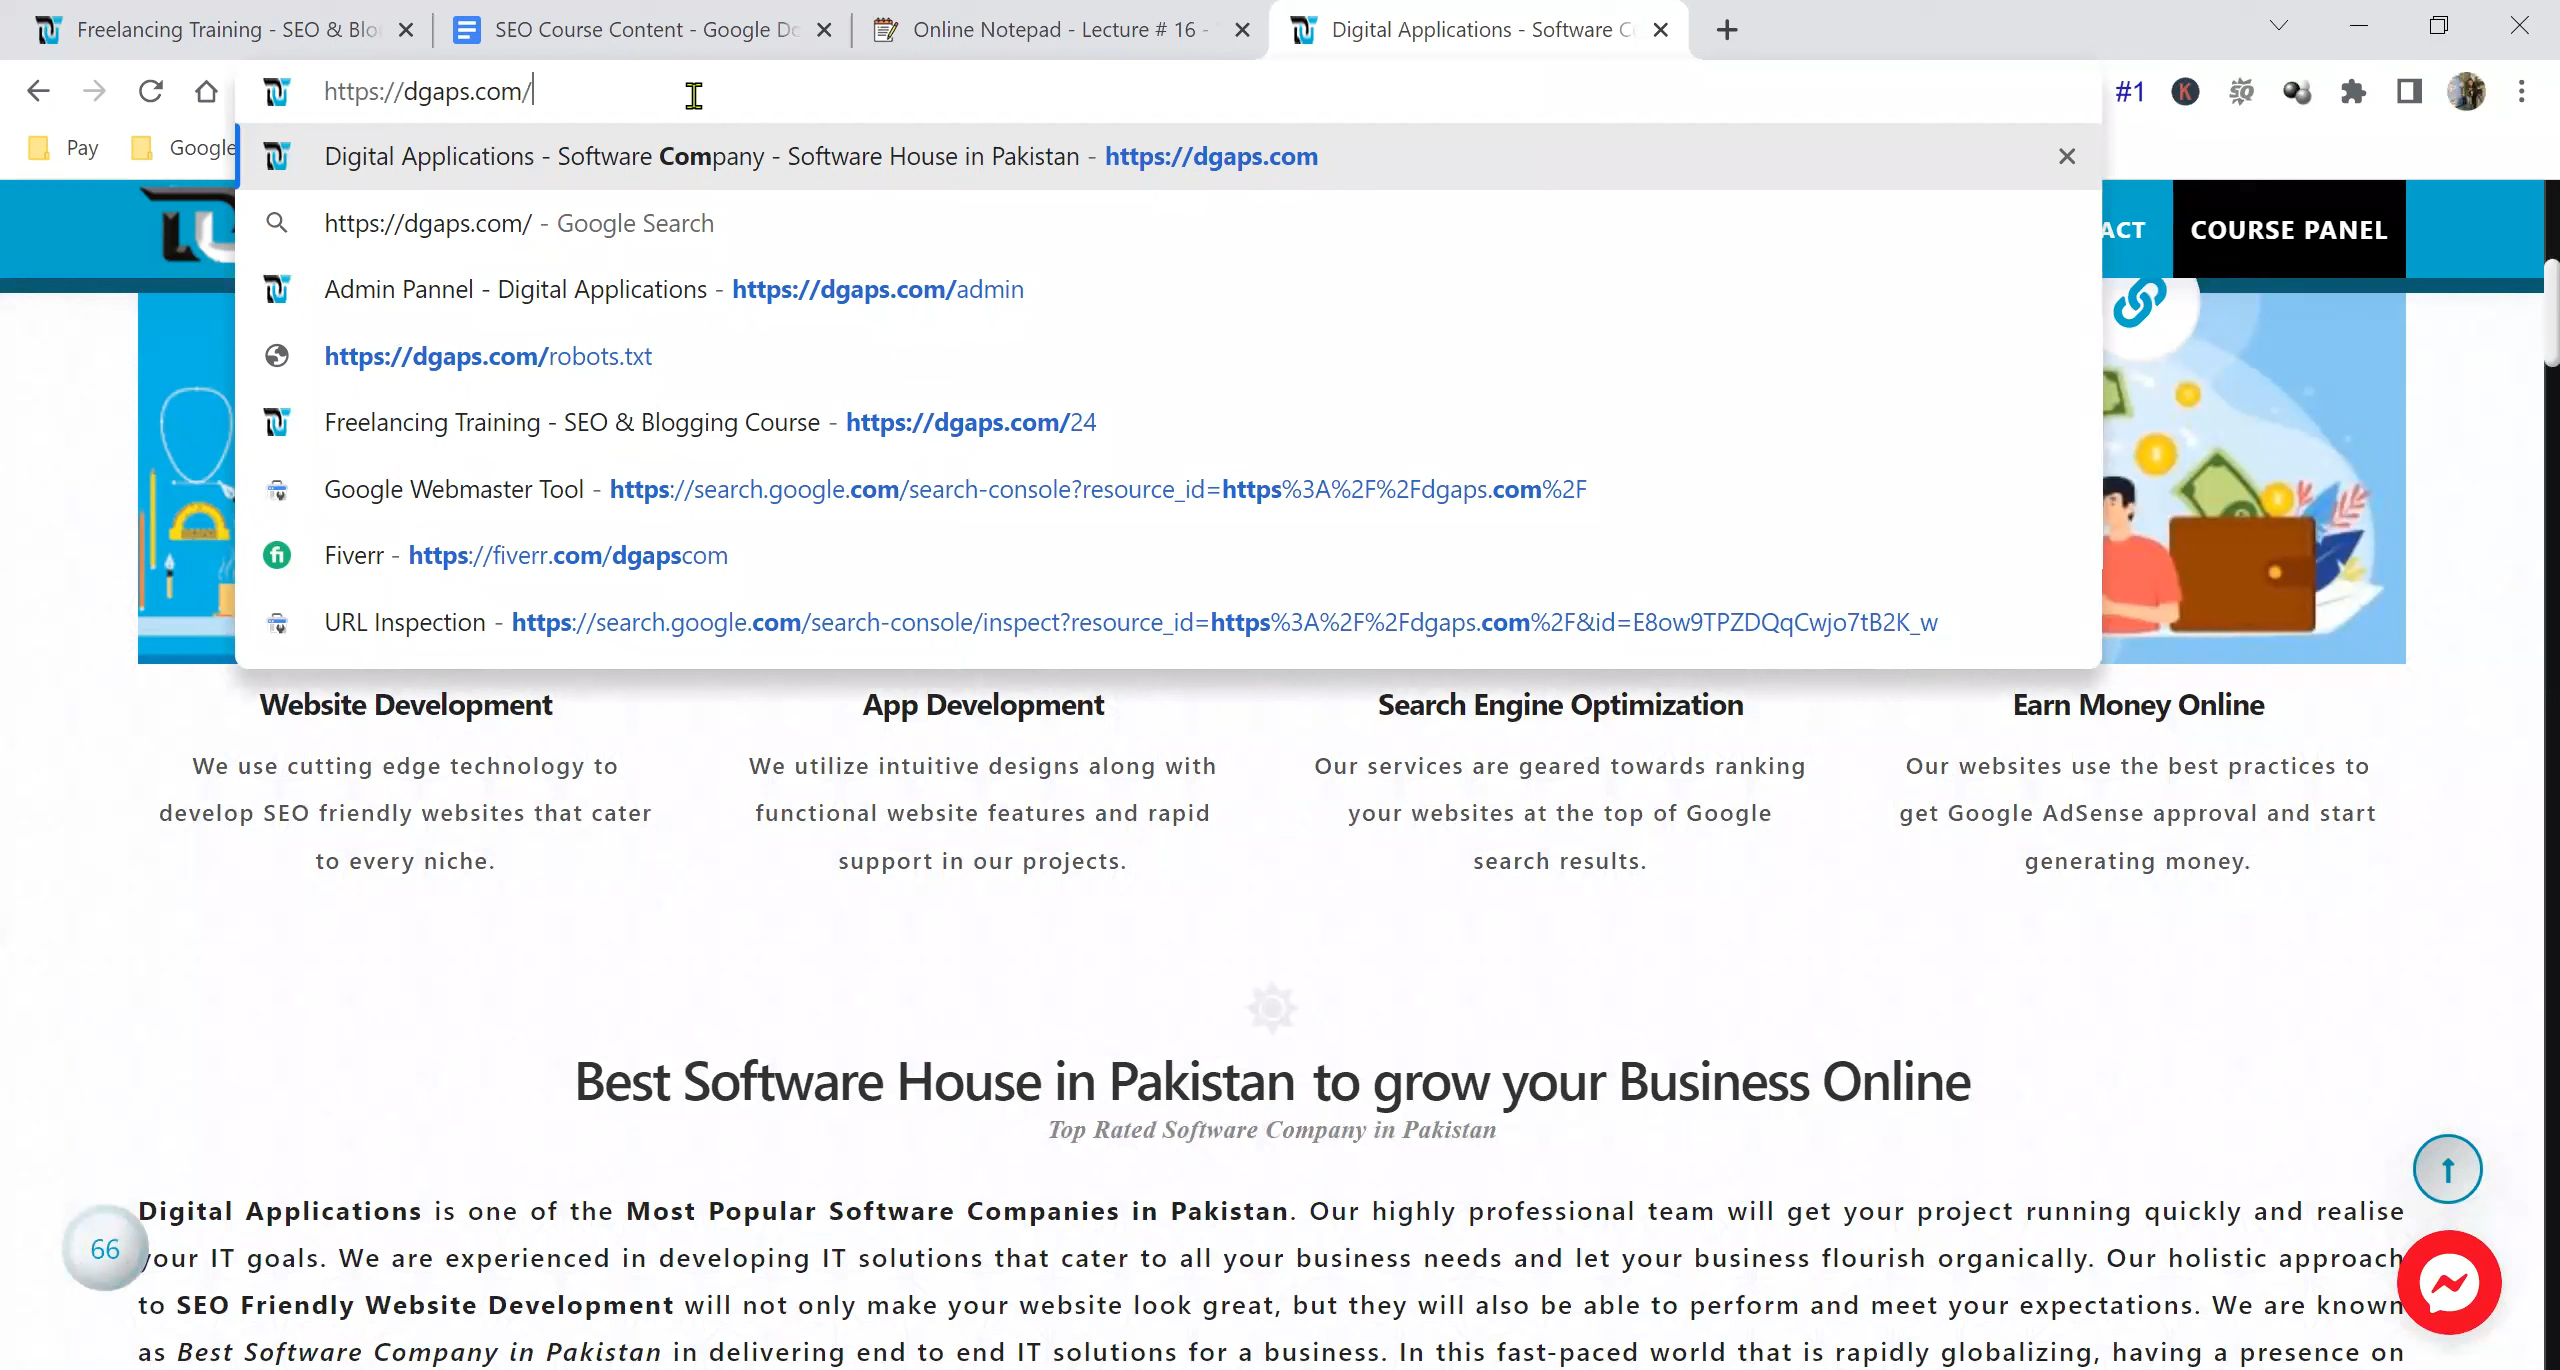 Freelancing Training - SEO & Blo
SEO Course Content - Google Do
Online Notepad - Lecture # 16 -
Digital Applications - Software C
https://dgaps.com/
#1
K
SQ
Pay
Google
Digital Applications - Software Company - Software House in Pakistan - https://dgaps.com
https://dgaps.com/ - Google Search
ACT
COURSE PANEL
Admin Pannel - Digital Applications - https://dgaps.com/admin
https://dgaps.com/robots.txt
Freelancing Training - SEO & Blogging Course - https://dgaps.com/24
Google Webmaster Tool - https://search.google.com/search-console?resource_id=https%3A%2F%2Fdgaps.com%2F
fi
Fiverr - https://fiverr.com/dgapscom
URL Inspection - https://search.google.com/search-console/inspect?resource_id=https%3A%2F%2Fdgaps.com%2F&id=E8ow9TPZDQqCwjo7tB2K_w
Website Development
We use cutting edge technology to
develop SEO friendly websites that cater
to every niche.
App Development
We utilize intuitive designs along with
functional website features and rapid
support in our projects.
Search Engine Optimization
Our services are geared towards ranking
your websites at the top of Google
search results.
Earn Money Online
Our websites use the best practices to
get Google AdSense approval and start
generating money.
Best Software House in Pakistan to grow your Business Online
Top Rated Software Company in Pakistan
Digital Applications is one of the Most Popular Software Companies in Pakistan. Our highly professional team will get your project running quickly and realise
your IT goals. We are experienced in developing IT solutions that cater to all your business needs and let your business flourish organically. Our holistic approach
to SEO Friendly Website Development will not only make your website look great, but they will also be able to perform and meet your expectations. We are known
as Best Software Company in Pakistan in delivering end to end IT solutions for a business. In this fast-paced world that is rapidly globalizing, having a presence on
66